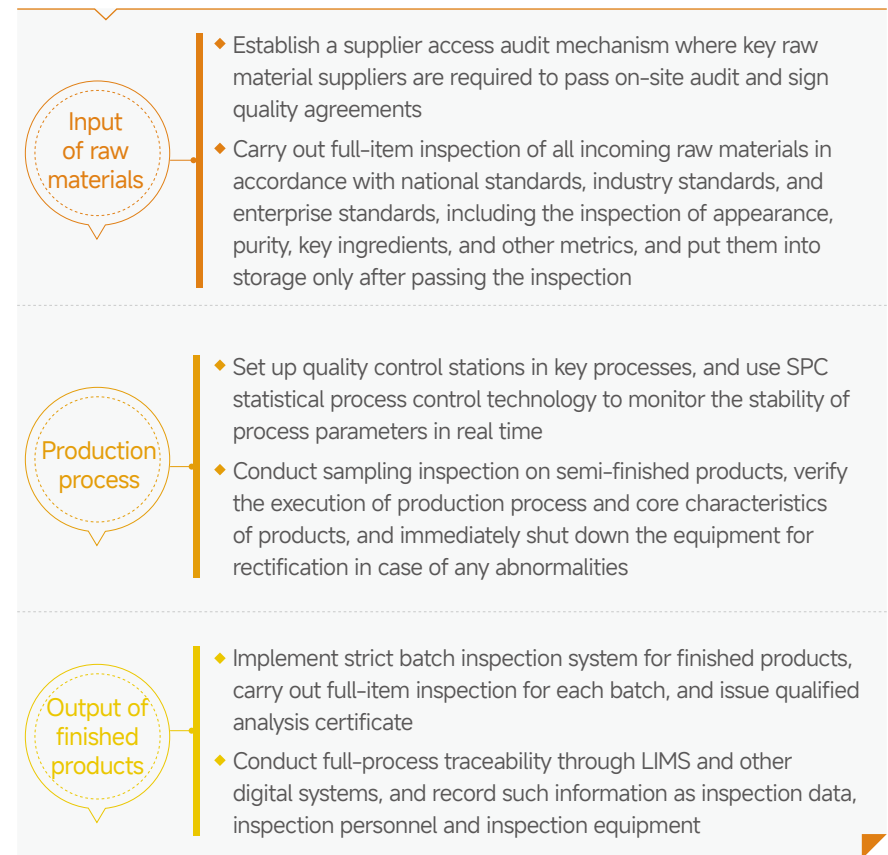 Input
of raw
materials
◆ Establish a supplier access audit mechanism where key raw
material suppliers are required to pass on-site audit and sign
quality agreements
◆ Carry out full-item inspection of all incoming raw materials in
accordance with national standards, industry standards, and
enterprise standards, including the inspection of appearance,
purity, key ingredients, and other metrics, and put them into
storage only after passing the inspection
Production
process
◆ Set up quality control stations in key processes, and use SPC
statistical process control technology to monitor the stability of
process parameters in real time
◆ Conduct sampling inspection on semi-finished products, verify
the execution of production process and core characteristics
of products, and immediately shut down the equipment for
rectification in case of any abnormalities
Output of
finished
products
◆ Implement strict batch inspection system for finished products,
carry out full-item inspection for each batch, and issue qualified
analysis certificate
◆ Conduct full-process traceability through LIMS and other
digital systems, and record such information as inspection data,
inspection personnel and inspection equipment